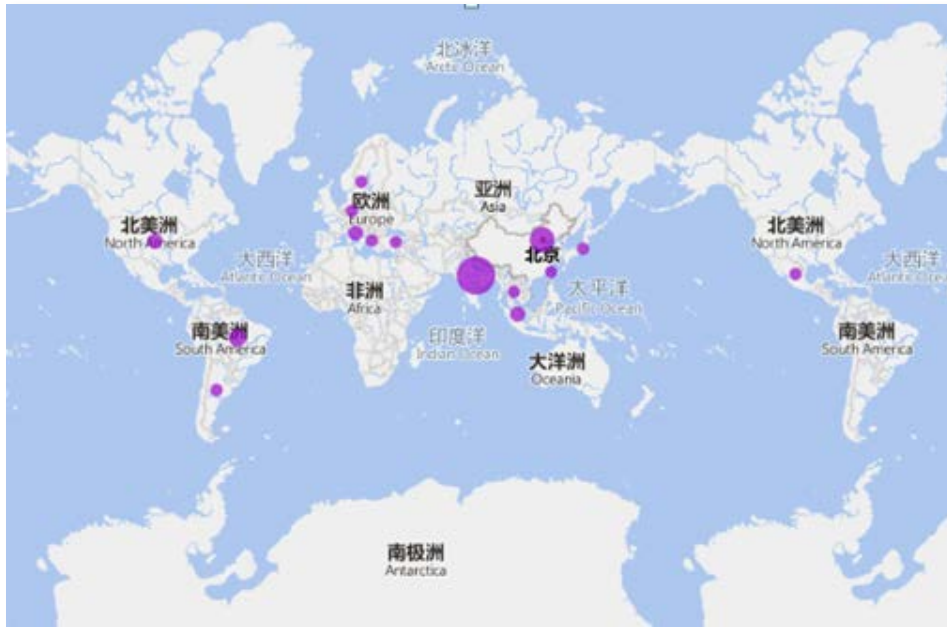 北冰洋
Arctic Ocean
欧洲
Europe
亚洲
Asia
北美洲
North America
北美洲
North America
大西洋
Atlantic Ocean
北京
大西洋
Atlantic Ocean
非洲
Africa
太平洋
Pacific Ocean
南美洲
South America
印度洋
Indian Ocean
大洋洲
Oceania
南美洲
South America
南极洲
Antarctica